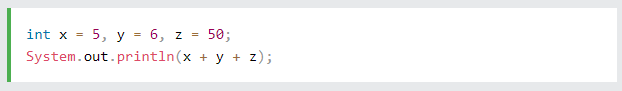 int x = 5, y = 6, z = 50;
System.out.println(x + y + z);